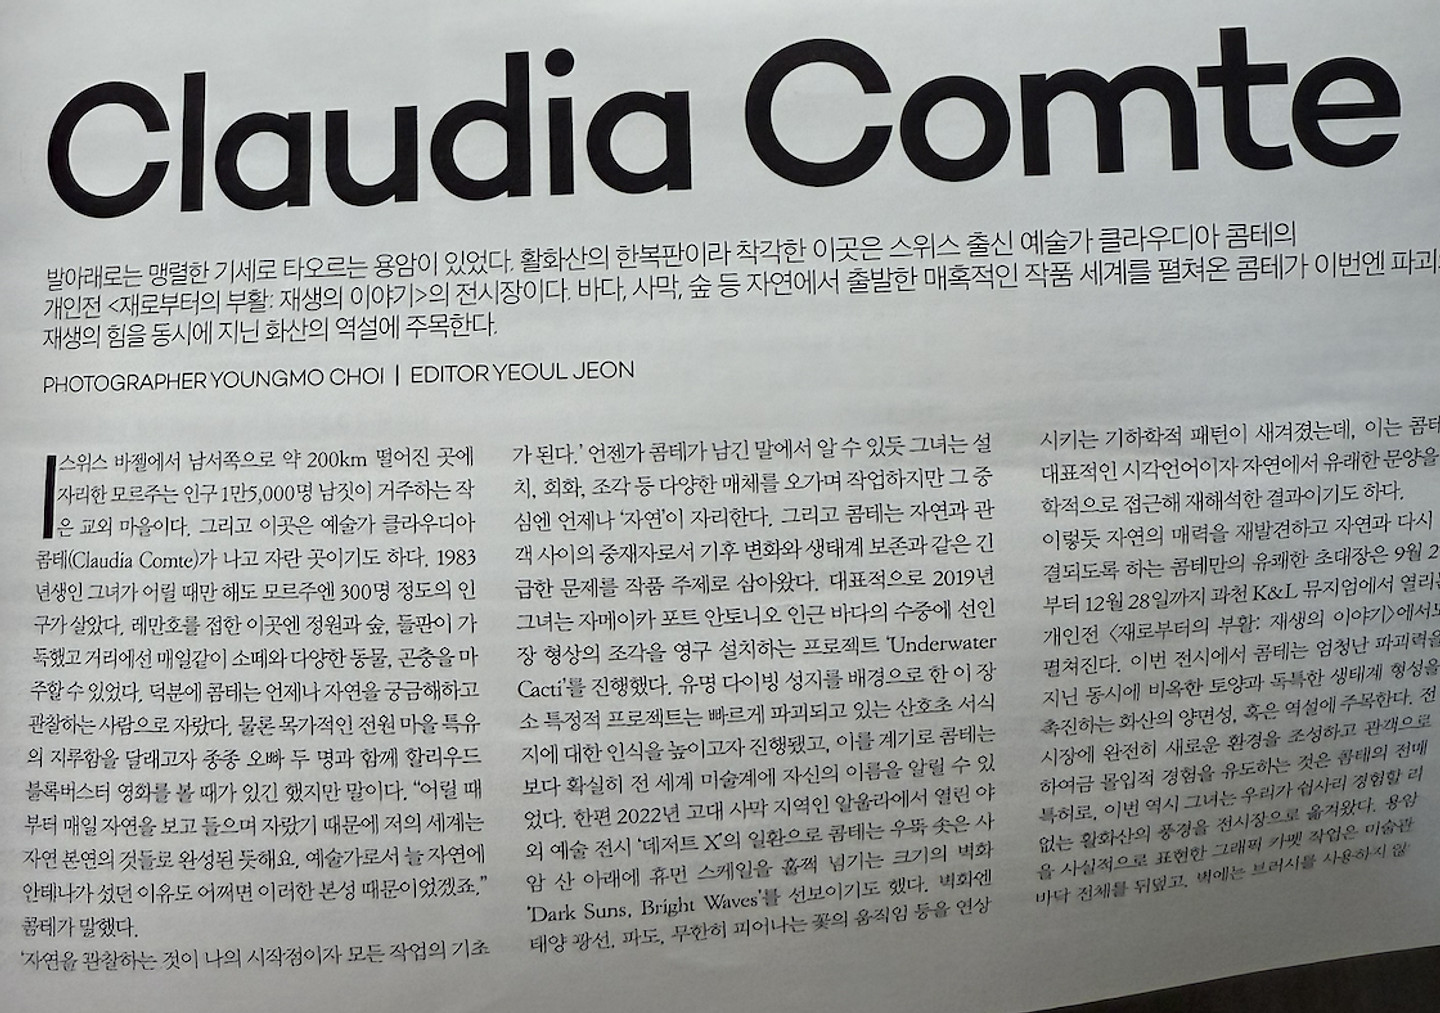 Claudia Comte
발아래로는 맹렬한 기세로 타오르는 용암이 있었다. 활화산의 한복판이라 착각한 이곳은 스위스 출신 예술가 클라우디아 콤테의
개인전 <재로부터의 부활: 재생의 이야기>의 전시장이다. 바다, 사막, 숲 등 자연에서 출발한 매혹적인 작품 세계를 펼쳐온 콤테가 이번엔
재생의 힘을 동시에 지닌 화산의 역설에 주목한다.
PHOTOGRAPHER YOUNGMO CHOI | EDITOR YEOUL JEON
스위스 바젤에서 남서쪽으로 약 200km 떨어진 곳에
자리한 모르주는 인구 1만5,000명 남짓이 거주하는 작
은 교외 마을이다. 그리고 이곳은 예술가 클라우디아
콤테(Claudia Comte)가 나고 자란 곳이기도 하다. 1983
년생인 그녀가 어릴 때만 해도 모르주엔 300명 정도의 인
구가 살았다. 레만호를 접한 이곳엔 정원과 숲, 들판이 가
득했고 거리에선 매일같이 소떼와 다양한 동물, 곤충을 마
주할 수 있었다. 덕분에 콤테는 언제나 자연을 궁금해하고
관찰하는 사람으로 자랐다. 물론 목가적인 전원 마을 특유
의 지루함을 달래고자 종종 오빠 두 명과 함께 할리우드
블록버스터 영화를 볼 때가 있긴 했지만 말이다. “어릴 때
부터 매일 자연을 보고 들으며 자랐기 때문에 저의 세계는
자연 본연의 것들로 완성된 듯해요. 예술가로서 늘 자연에
안테나가 섰던 이유도 어쩌면 이러한 본성 때문이었겠죠.”
콤테가 말했다.
‘자연을 관찰하는 것이 나의 시작점이자 모든 작업의 기초
가 된다.’ 언젠가 콤테가 남긴 말에서 알 수 있듯 그녀는 설
치, 회화, 조각 등 다양한 매체를 오가며 작업하지만 그 중
심엔 언제나 ‘자연’이 자리한다. 그리고 콤테는 자연과 관
객 사이의 중재자로서 기후 변화와 생태계 보존과 같은 긴
급한 문제를 작품 주제로 삼아왔다. 대표적으로 2019년
그녀는 자메이카 포트 안토니오 인근 바다의 수중에 선인
장 형상의 조각을 영구 설치하는 프로젝트 ‘Underwater
Cacti’를 진행했다. 유명 다이빙 성지를 배경으로 한 이 장
소 특정적 프로젝트는 빠르게 파괴되고 있는 산호초 서식
지에 대한 인식을 높이고자 진행됐고, 이를 계기로 콤테는
보다 확실히 전 세계 미술계에 자신의 이름을 알릴 수 있
었다. 한편 2022년 고대 사막 지역인 알울라에서 열린 야
외 예술 전시 ‘데저트 X’의 일환으로 콤테는 우뚝 솟은 사
암 산 아래에 휴먼 스케일을 훌쩍 넘기는 크기의 벽화
‘Dark Suns, Bright Waves’를 선보이기도 했다. 벽화엔
태양 광선, 파도, 무한히 피어나는 꽃의 움직임 등을 연상
시키는 기하학적 패턴이 새겨졌는데, 이는
대표적인 시각언어이자 자연에서 유래한 문양을
학적으로 접근해 재해석한 결과이기도 하다.
이렇듯 자연의 매력을 재발견하고 자연과 다시
결되도록 하는 콤테만의 유쾌한 초대장은 9월
부터 12월 28일까지 과천 K&L 뮤지엄에서
개인전 〈재로부터의 부활: 재생의 이야기〉
펼쳐진다. 이번 전시에서 콤테는 엄청난 파괴력을
지닌 동시에 비옥한 토양과 독특한 생태계 형성을
촉진하는 화산의 양면성, 혹은 역설에 주목한다. 전
시장에 완전히 새로운 환경을 조성하고 관객으로
하여금 몰입적 경험을 유도하는 것은 콤테의 전매
특허로, 이번 역시 그녀는 우리가 쉽사리 경험할 리
없는 활화산의 풍경을 전시장으로 옮겨왔다. 용암
을 사실적으로 표현한 그래픽 카펫 작업은 미술관
바닥 전체를 뒤덮고, 벽에는 브러시를 사용하지 않